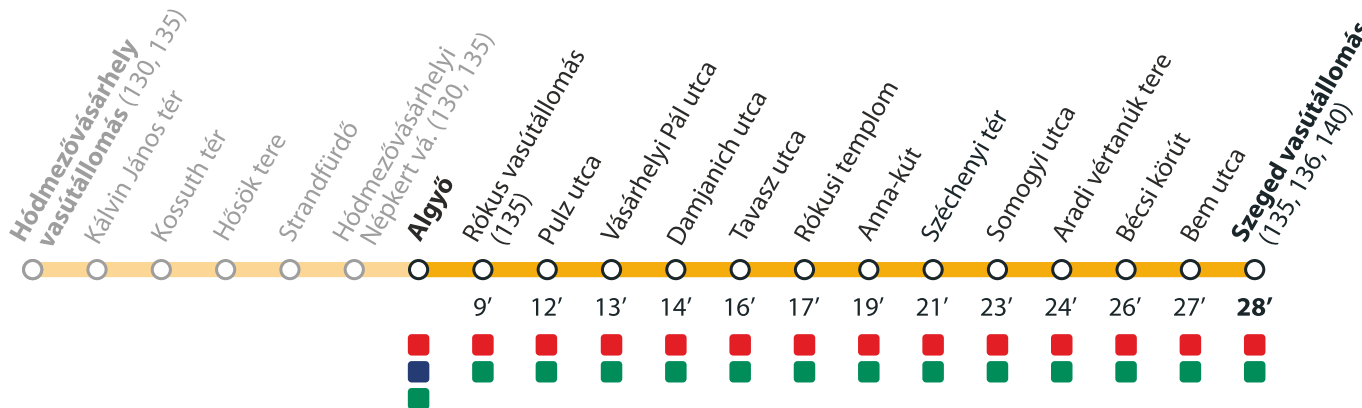 Hódmezővásárhely
vasútállomás (130, 135)
Kálvin János tér
Kossuth tér
Hősök tere
Strandfürdő
Hódmezővásárhelyi
Népkert vá. (130, 135)
Algyő
Rókus vasútállomás
(135)
Pulz utca
Vásárhelyi Pál utca
Damjanich utca
Tavasz utca
Rókusi templom
Anna-kút
Széchenyi tér
Somogyi utca
Aradi vértanúk tere
Bécsi körút
Bem utca
Szeged vasútállomás
(135, 136, 140)
9’ 12’ 13’ 14’ 16’ 17’ 19’ 21’ 23’ 24’ 26’ 27’ 28’